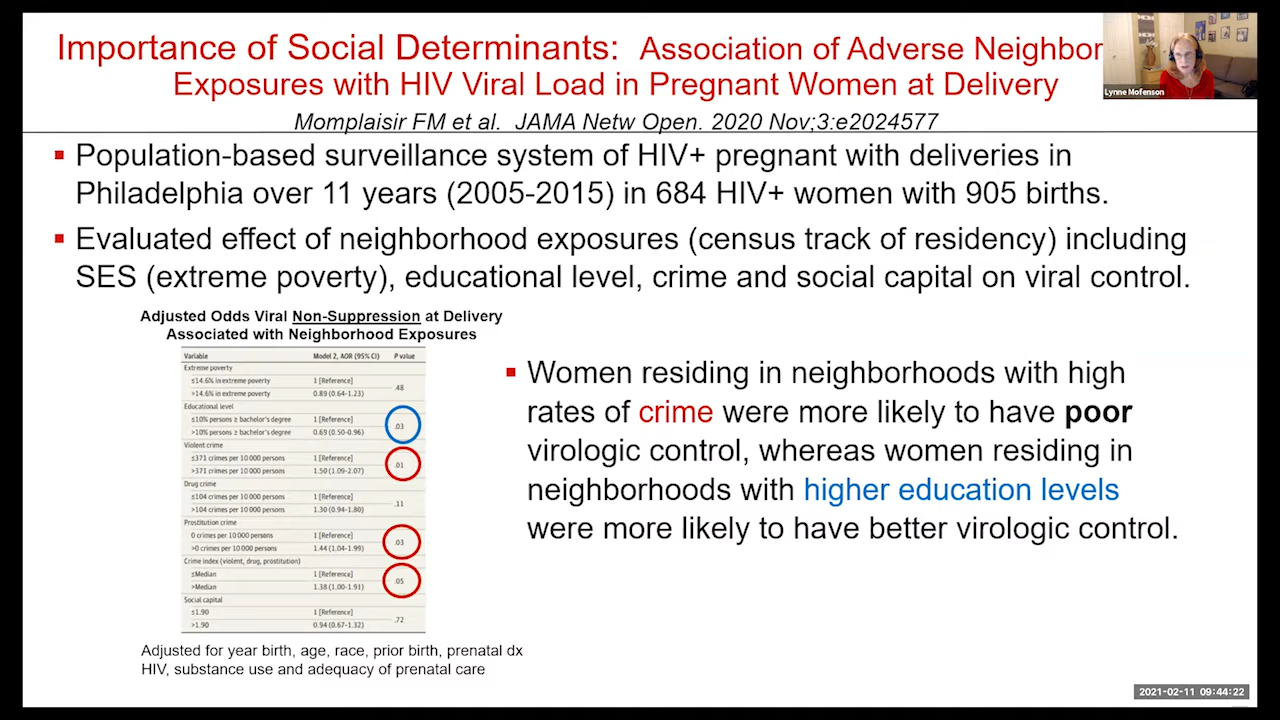 Importance of Social Determinants: Association of Adverse Neighbor
Exposures with HIV Viral Load in Pregnant Women at Delivery
Momplaisir FM et al. JAMA Netw Open. 2020 Nov;3:e2024577
Lynne Mofenson
▪ Population-based surveillance system of HIV+ pregnant with deliveries in
Philadelphia over 11 years (2005-2015) in 684 HIV+ women with 905 births.
▪ Evaluated effect of neighborhood exposures (census track of residency) including
SES (extreme poverty), educational level, crime and social capital on viral control.
Adjusted Odds Viral Non-Suppression at Delivery
Associated with Neighborhood Exposures
Variable Model 2, AOR (95% CI) P value
Extreme poverty
≤14.6% in extreme poverty 1 [Reference]
.48
>14.6% in extreme poverty 0.89 (0.64-1.23)
Educational level
≤10% persons ≥ bachelor's degree 1 [Reference]
.03
>10% persons ≥ bachelor's degree 0.69 (0.50-0.96)
Violent crime
≤371 crimes per 10 000 persons 1 [Reference]
.01
>371 crimes per 10 000 persons 1.50 (1.09-2.07)
Drug crime
≤104 crimes per 10 000 persons 1 [Reference]
.11
>104 crimes per 10 000 persons 1.30 (0.94-1.80)
Prostitution crime
0 crimes per 10 000 persons 1 [Reference]
.03
>0 crimes per 10 000 persons 1.44 (1.04-1.99)
Crime index (violent, drug, prostitution)
≤Median 1 [Reference]
.05
>Median 1.38 (1.00-1.91)
Social capital
≤1.90 1 [Reference]
.72
>1.90 0.94 (0.67-1.32)
Adjusted for year birth, age, race, prior birth, prenatal dx
HIV, substance use and adequacy of prenatal care
▪ Women residing in neighborhoods with high
rates of crime were more likely to have poor
virologic control, whereas women residing in
neighborhoods with higher education levels
were more likely to have better virologic control.
2021-02-11 09:44:22